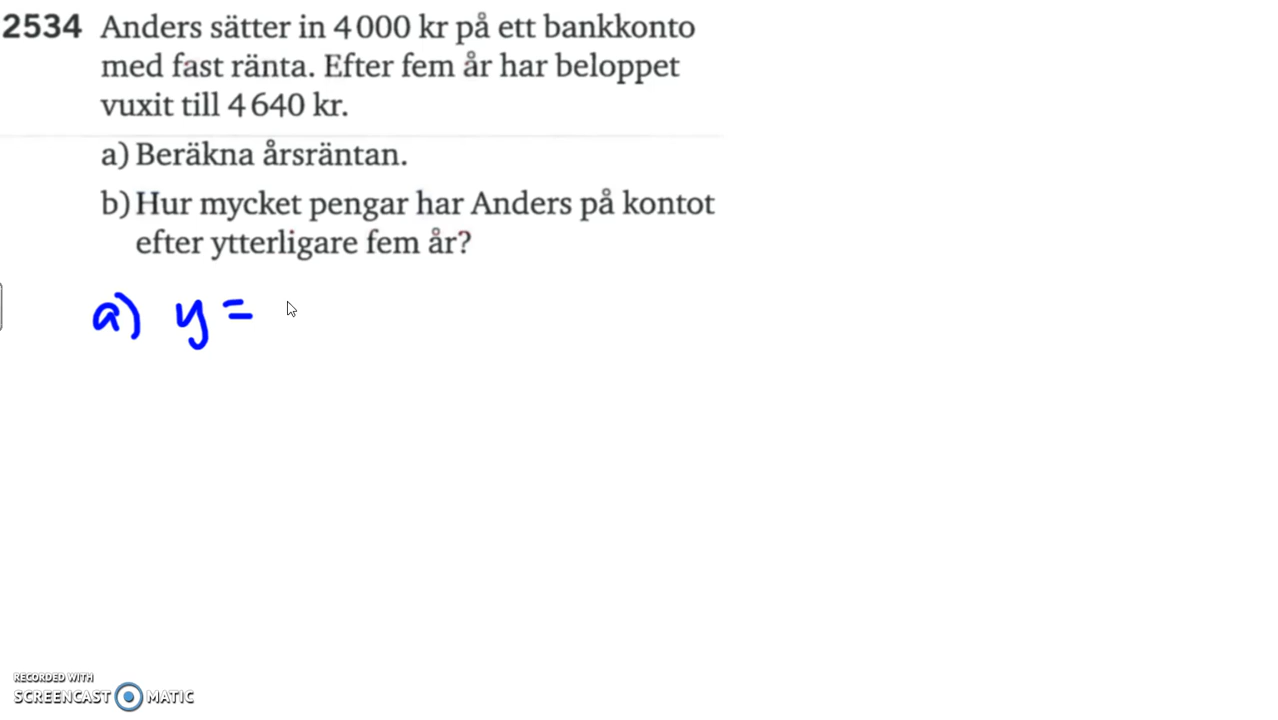 2534 Anders sätter in 4 000 kr på ett bankkonto
med fast ränta. Efter fem år har beloppet
vuxit till 4 640 kr.
a) Beräkna årsräntan.
b) Hur mycket pengar har Anders på kontot
efter ytterligare fem år?
a) y =
RECORDED WITH
SCREENCAST MATIC